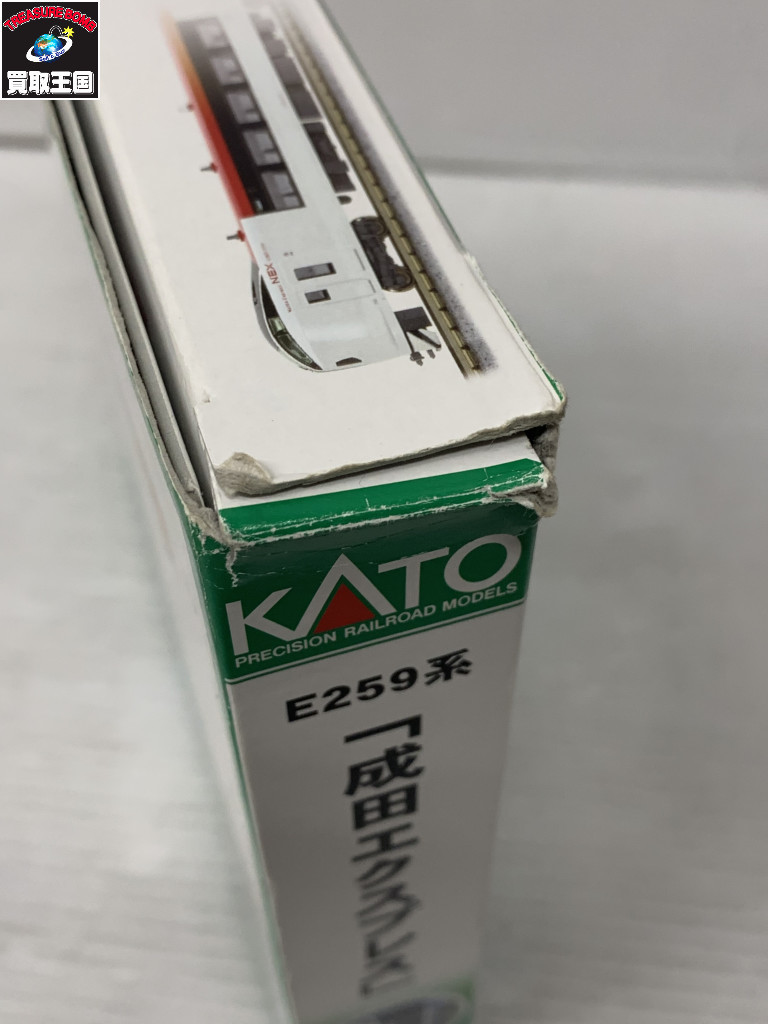 TREASURE BOMB
買取王国
NEX
KATO
PRECISION RAILROAD MODELS
E259系
「成田エクスプレス」